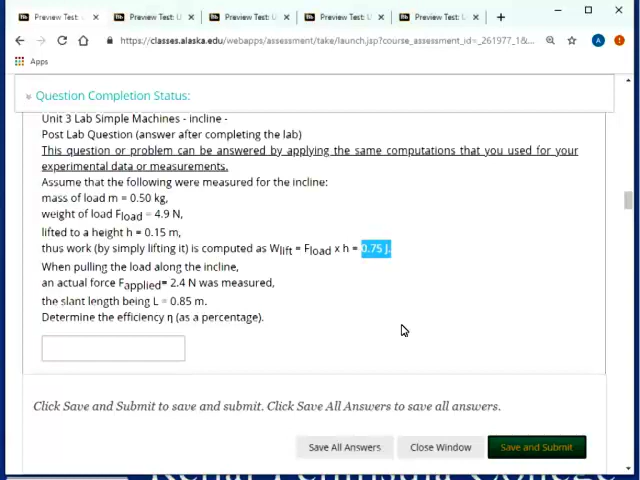 Preview Test: U
Preview Test: U
Preview Test: U
Preview Test: U
Preview Test: U
https://classes.alaska.edu/webapps/assessment/take/launch.jsp?course_assessment_id=_261977_1&...
A
Apps
Question Completion Status:
Unit 3 Lab Simple Machines - incline -
Post Lab Question (answer after completing the lab)
This question or problem can be answered by applying the same computations that you used for your
experimental data or measurements.
Assume that the following were measured for the incline:
mass of load m = 0.50 kg,
weight of load Fload = 4.9 N,
lifted to a height h = 0.15 m,
thus work (by simply lifting it) is computed as Wlift = Fload x h = 0.75 J.
When pulling the load along the incline,
an actual force Fapplied= 2.4 N was measured,
the slant length being L = 0.85 m.
Determine the efficiency η (as a percentage).
Click Save and Submit to save and submit. Click Save All Answers to save all answers.
Save All Answers
Close Window
Save and Submit
Kenai Peninsula College